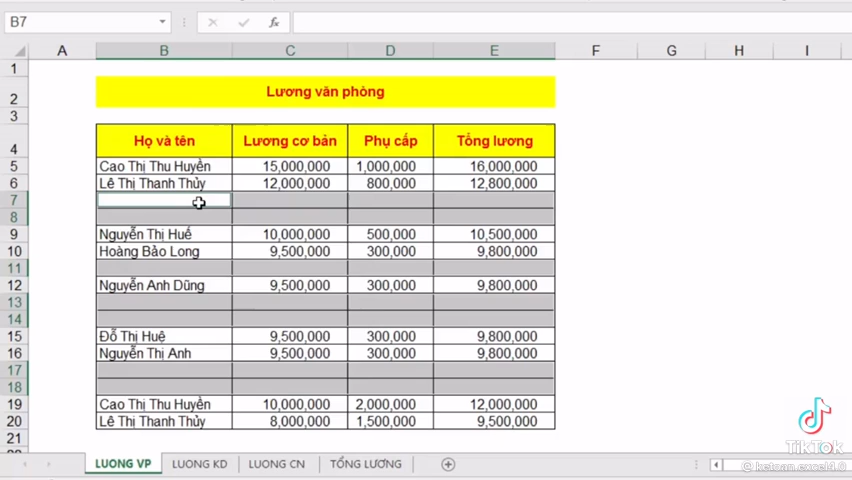 B7
fx
A B C D E F G H I
1
2 Lương văn phòng
3
4 Họ và tên Lương cơ bản Phụ cấp Tổng lương
5 Cao Thị Thu Huyền 15,000,000 1,000,000 16,000,000
6 Lê Thị Thanh Thủy 12,000,000 800,000 12,800,000
7
8
9 Nguyễn Thị Huế 10,000,000 500,000 10,500,000
10 Hoàng Bảo Long 9,500,000 300,000 9,800,000
11
12 Nguyễn Anh Dũng 9,500,000 300,000 9,800,000
13
14
15 Đỗ Thị Huệ 9,500,000 300,000 9,800,000
16 Nguyễn Thị Anh 9,500,000 300,000 9,800,000
17
18
19 Cao Thị Thu Huyền 10,000,000 2,000,000 12,000,000
20 Lê Thị Thanh Thủy 8,000,000 1,500,000 9,500,000
21
LUONG VP LUONG KD LUONG CN TỔNG LƯƠNG
TikTok
@ketoan.excel4.0